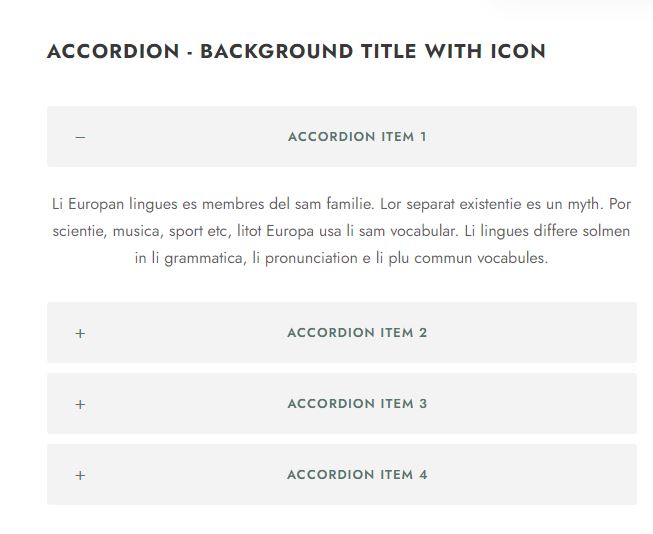 ACCORDION - BACKGROUND TITLE WITH ICON
− ACCORDION ITEM 1
Li Europan lingues es membres del sam familie. Lor separat existentie es un myth. Por
scientie, musica, sport etc, litot Europa usa li sam vocabular. Li lingues differe solmen
in li grammatica, li pronunciation e li plu commun vocabules.
+ ACCORDION ITEM 2
+ ACCORDION ITEM 3
+ ACCORDION ITEM 4